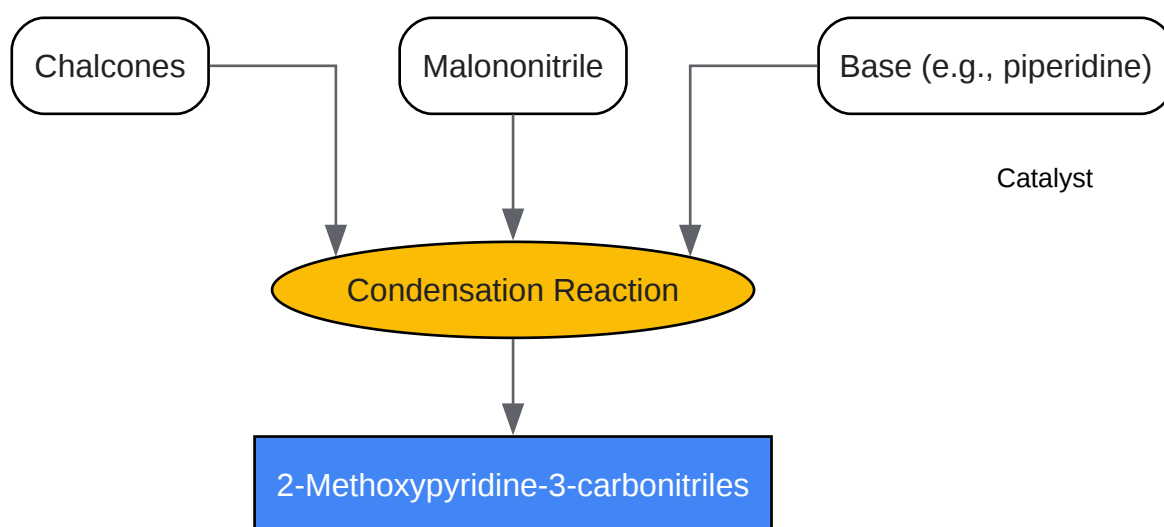 Chalcones
Malononitrile
Base (e.g., piperidine)
Catalyst
Condensation Reaction
2-Methoxypyridine-3-carbonitriles